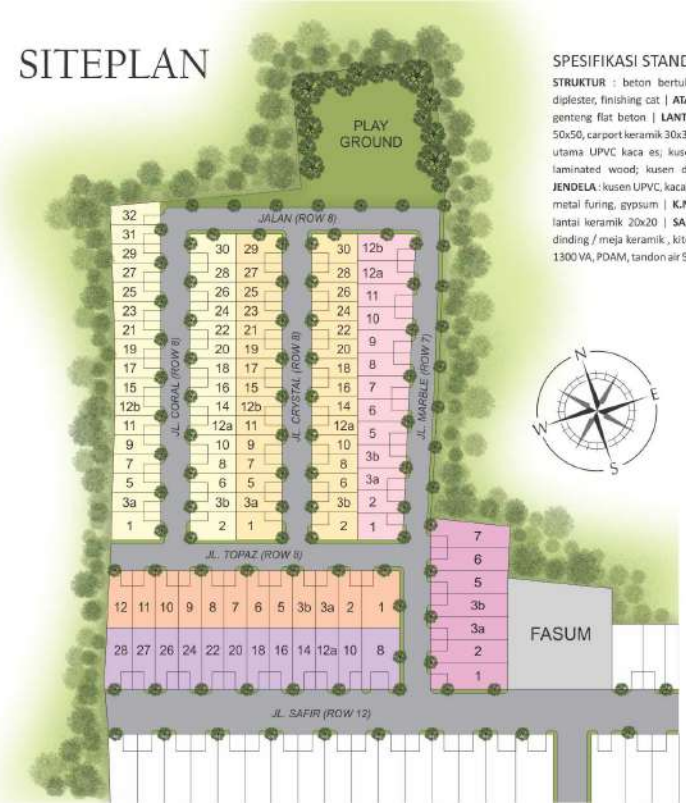 SITEPLAN
SPESIFIKASI STAND
STRUKTUR : beton bertul
diplester, finishing cat | ATA
genteng flat beton | LANT
50x50, carport keramik 30x3
utama UPVC kaca es; kuse
laminated wood; kusen d
JENDELA : kusen UPVC, kaca
metal furing, gypsum | K.M
lantai keramik 20x20 | SA
dinding / meja keramik , kit
1300 VA, PDAM, tandon air S
PLAY
GROUND
JALAN (ROW 8)
32
31
29
27
25
23
21
19
17
15
12b
11
9
7
5
3a
1
JL. CORAL (ROW 8)
30 29
28 27
26 25
24 23
22 21
20 19
18 17
16 15
14 12b
12a 11
10 9
8 7
6 5
3b 3a
2 1
JL. CRYSTAL (ROW 8)
30 12b
28 12a
26 11
24 10
22 9
20 8
18 7
16 6
14 5
12a 3b
10 3a
8 2
6 1
3b
2
JL. MARBLE (ROW 7)
N
E
W
S
JL. TOPAZ (ROW 8)
12 11 10 9 8 7 6 5 3b 3a 2 1
28 27 26 24 22 20 18 16 14 12a 10 8
7
6
5
3b
3a
2
1
FASUM
JL. SAFIR (ROW 12)